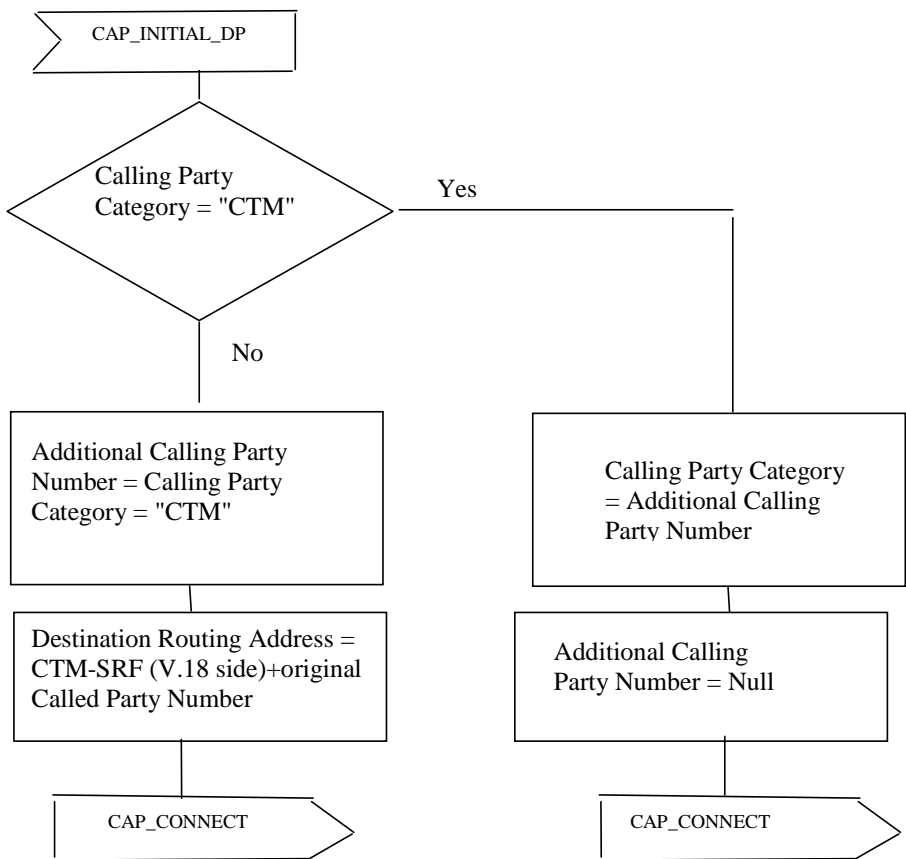 CAP_INITIAL_DP
Calling Party
Category = "CTM"
Yes
No
Additional Calling Party
Number = Calling Party
Category = "CTM"
Calling Party Category
= Additional Calling
Party Number
Destination Routing Address =
CTM-SRF (V.18 side)+original
Called Party Number
Additional Calling
Party Number = Null
CAP_CONNECT
CAP_CONNECT